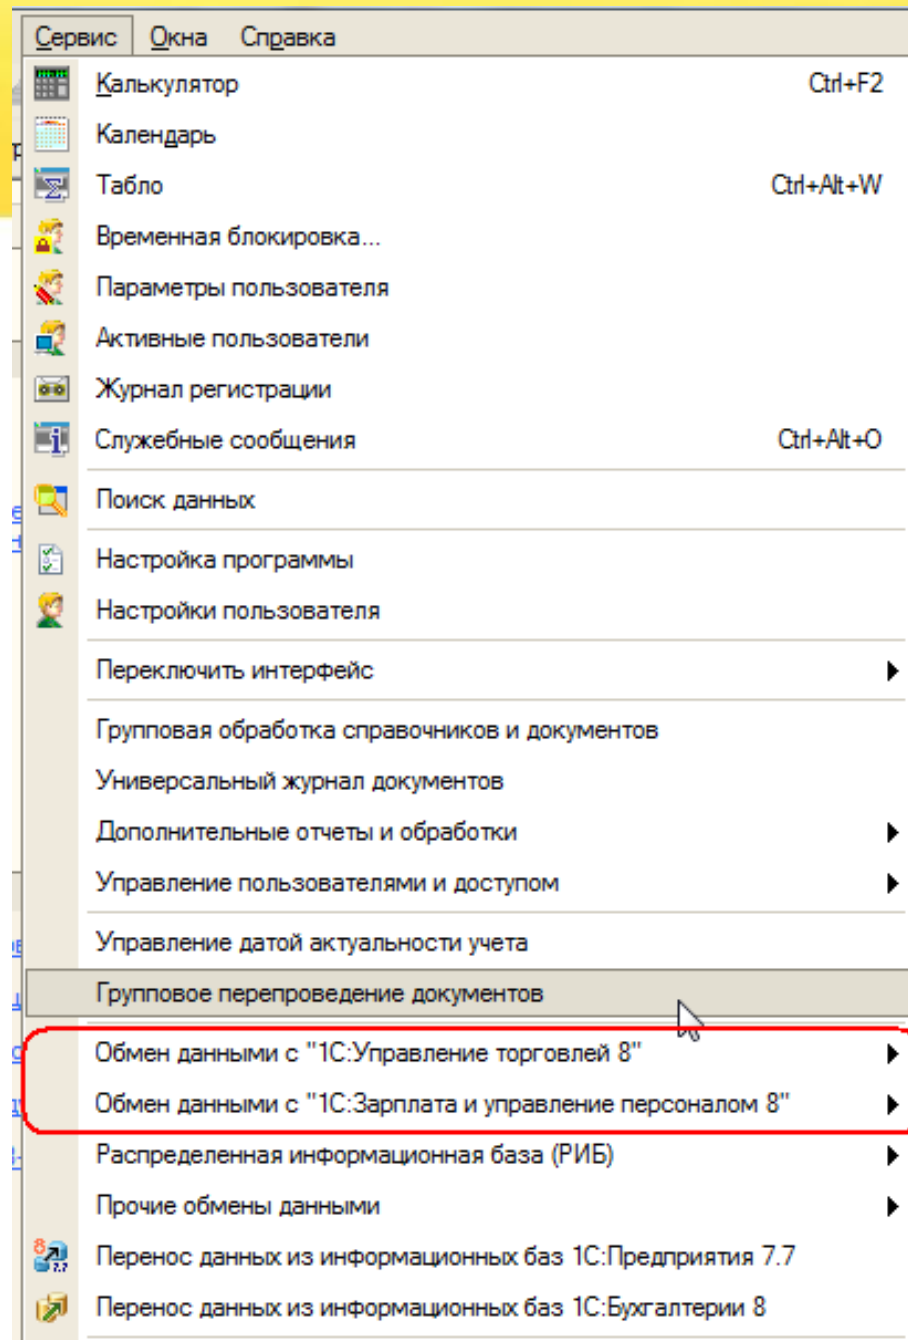 Сервис Окна Справка
Калькулятор Ctrl+F2
Календарь
Табло Ctrl+Alt+W
Временная блокировка...
Параметры пользователя
Активные пользователи
Журнал регистрации
Служебные сообщения Ctrl+Alt+O
Поиск данных
Настройка программы
Настройки пользователя
Переключить интерфейс
Групповая обработка справочников и документов
Универсальный журнал документов
Дополнительные отчеты и обработки
Управление пользователями и доступом
Управление датой актуальности учета
Групповое перепроведение документов
Обмен данными с "1С:Управление торговлей 8"
Обмен данными с "1С:Зарплата и управление персоналом 8"
Распределенная информационная база (РИБ)
Прочие обмены данными
Перенос данных из информационных баз 1С:Предприятия 7.7
Перенос данных из информационных баз 1С:Бухгалтерии 8